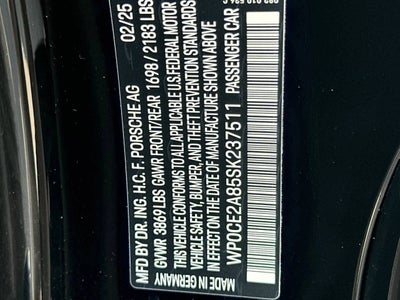 MFD BY DR. ING. H.C. F. PORSCHE AG 02/25
GVWR 3869LBS GAWR FRONT/REAR 1698/2183 LBS
THIS VEHICLE CONFORMS TO ALL APPLICABLE U.S. FEDERAL MOTOR
VEHICLE SAFETY, BUMPER, AND THEFT PREVENTION STANDARDS
IN EFFECT ON THE DATE OF MANUFACTURE SHOWN ABOVE.
WP0CE2A85SK237511 PASSENGER CAR
MADE IN GERMANY